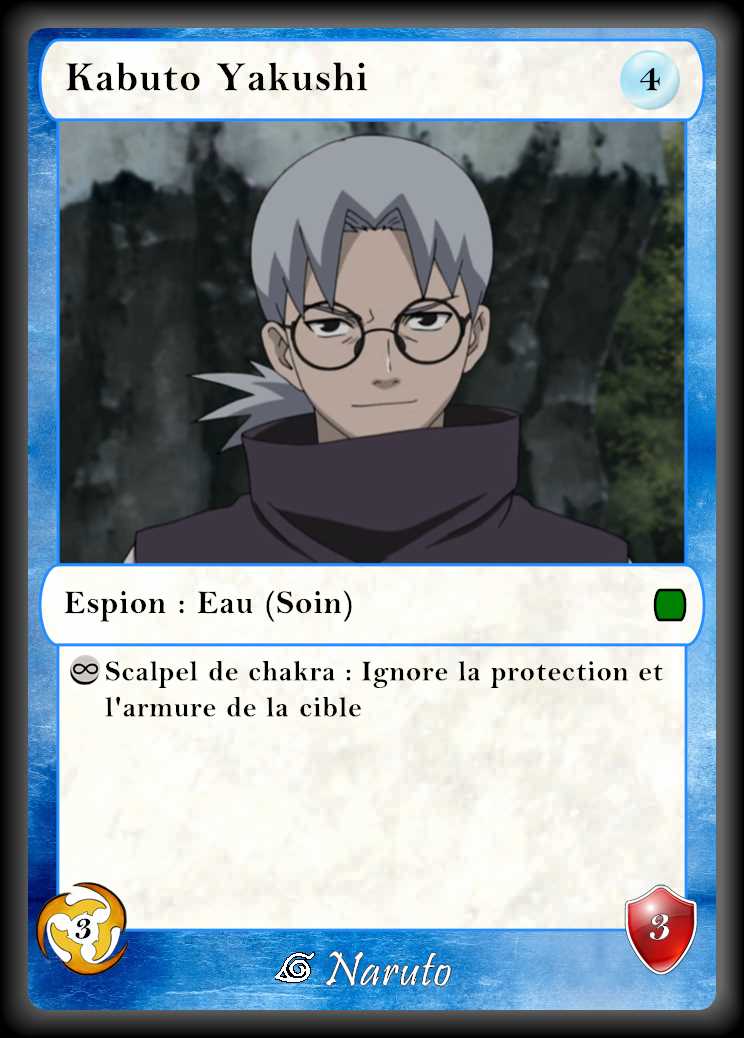 Kabuto Yakushi
4
Espion : Eau (Soin)
Scalpel de chakra : Ignore la protection et
l'armure de la cible
3
3
Naruto